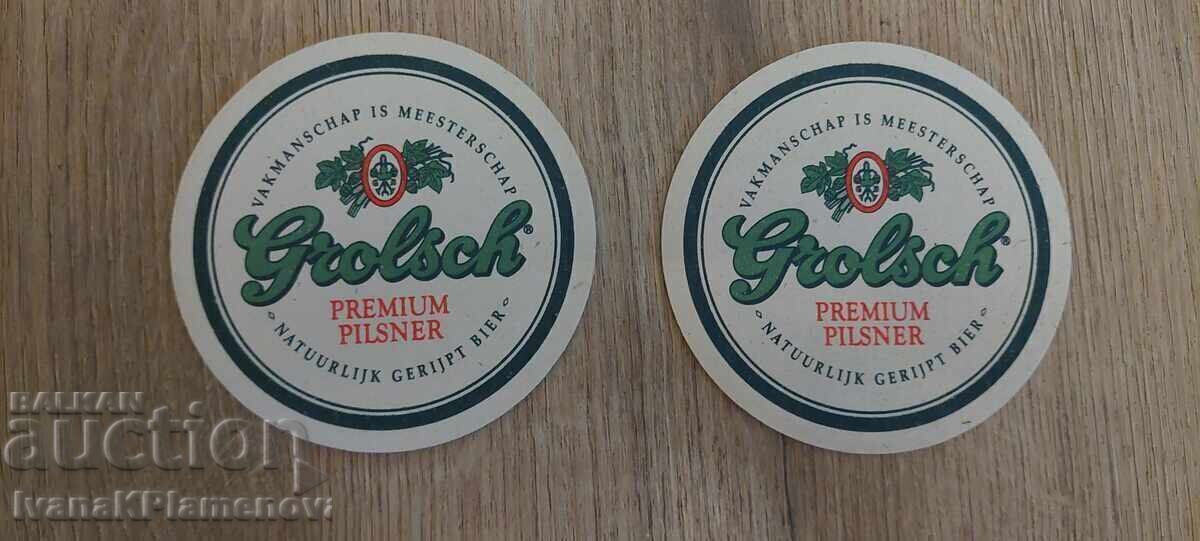 VAKMANSCHAP IS MEESTERSCHAP
Grolsch®
PREMIUM
PILSNER
NATUURLIJK GERIJPT BIER
VAKMANSCHAP IS MEESTERSCHAP
Grolsch®
PREMIUM
PILSNER
NATUURLIJK GERIJPT BIER
BALKAN
auction
IvanaKPlamenova